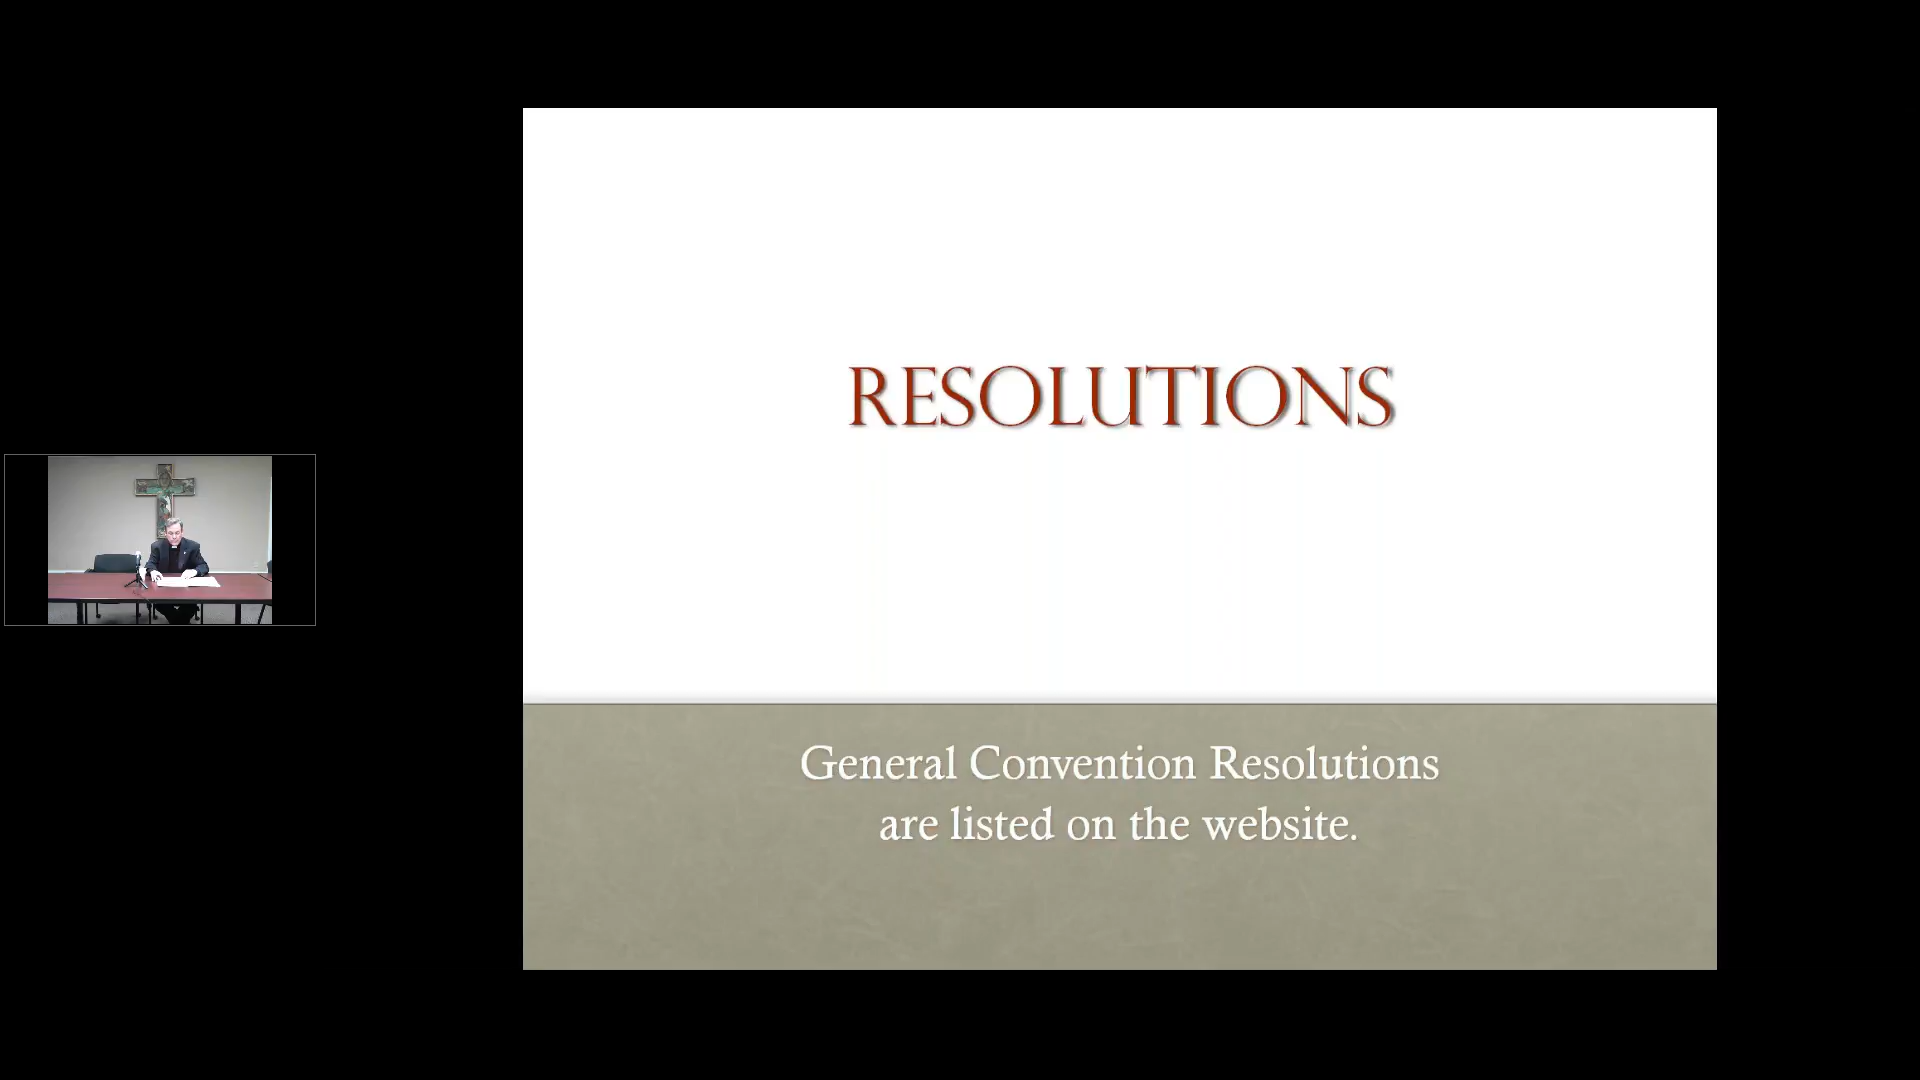 RESOLUTIONS
General Convention Resolutions
are listed on the website.